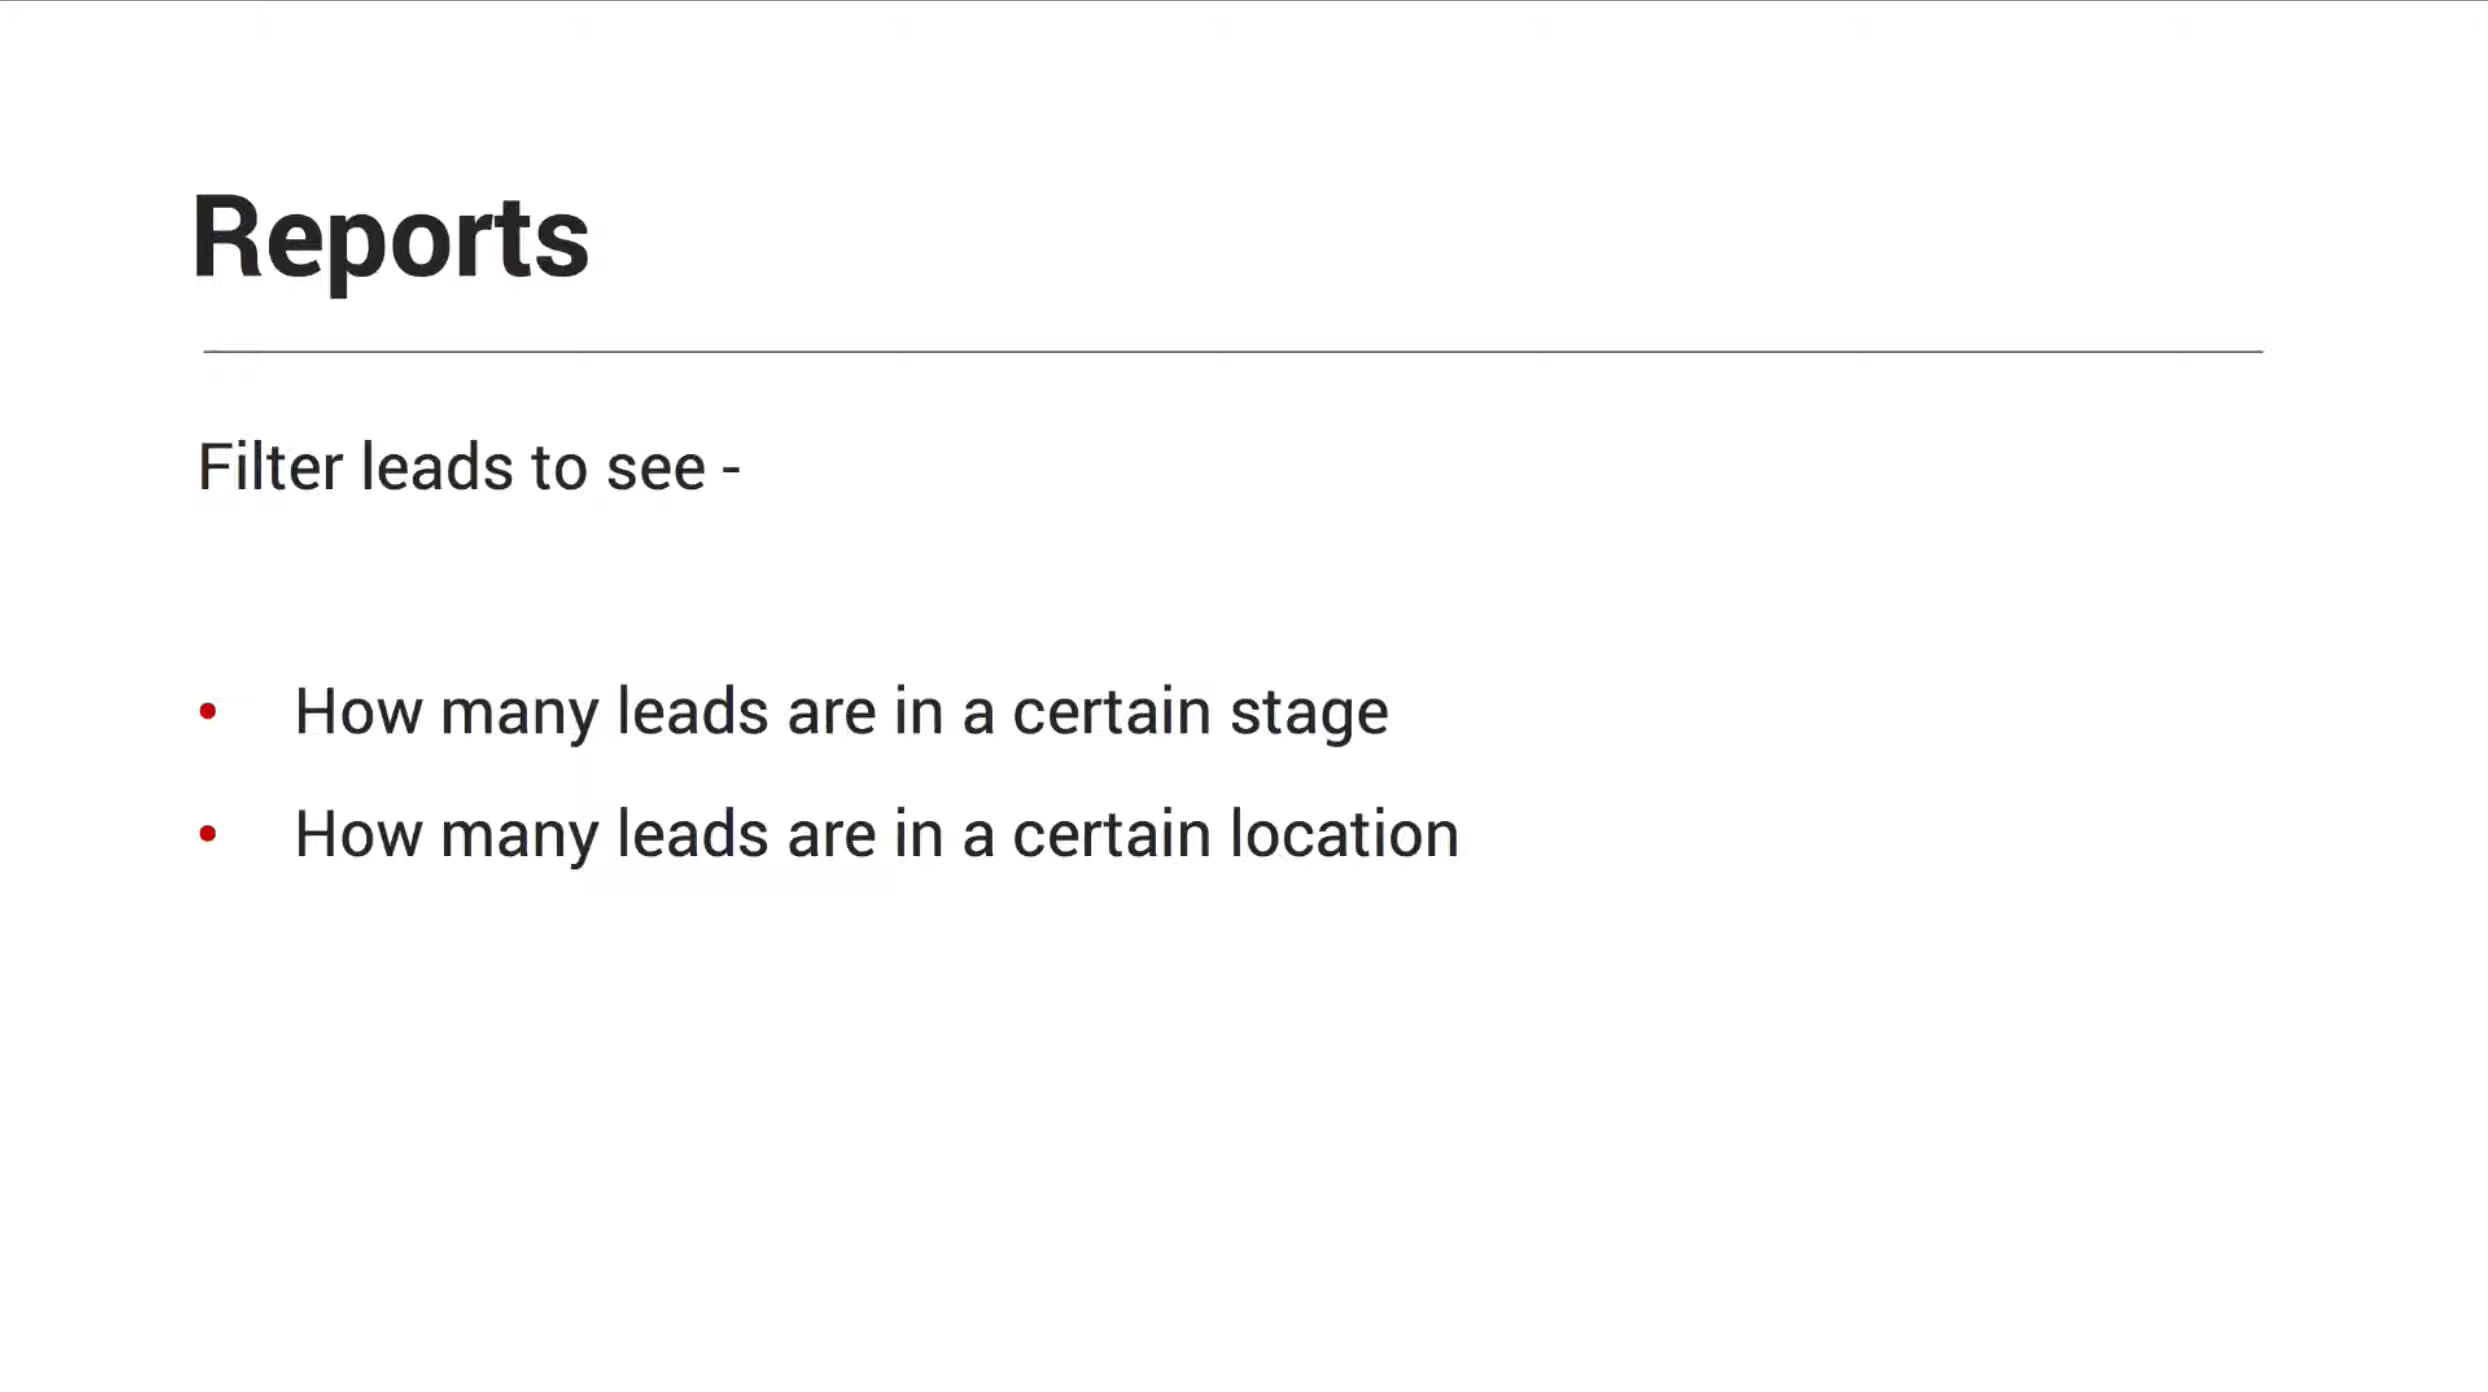 Reports
Filter leads to see -
• How many leads are in a certain stage
• How many leads are in a certain location